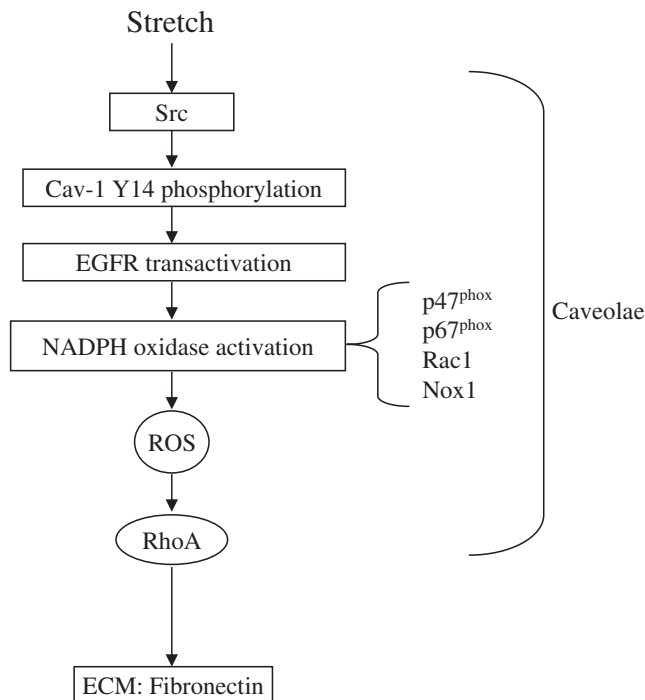 Stretch
Src
Cav-1 Y14 phosphorylation
EGFR transactivation
NADPH oxidase activation
p47phox
p67phox
Rac1
Nox1
Caveolae
ROS
RhoA
ECM: Fibronectin